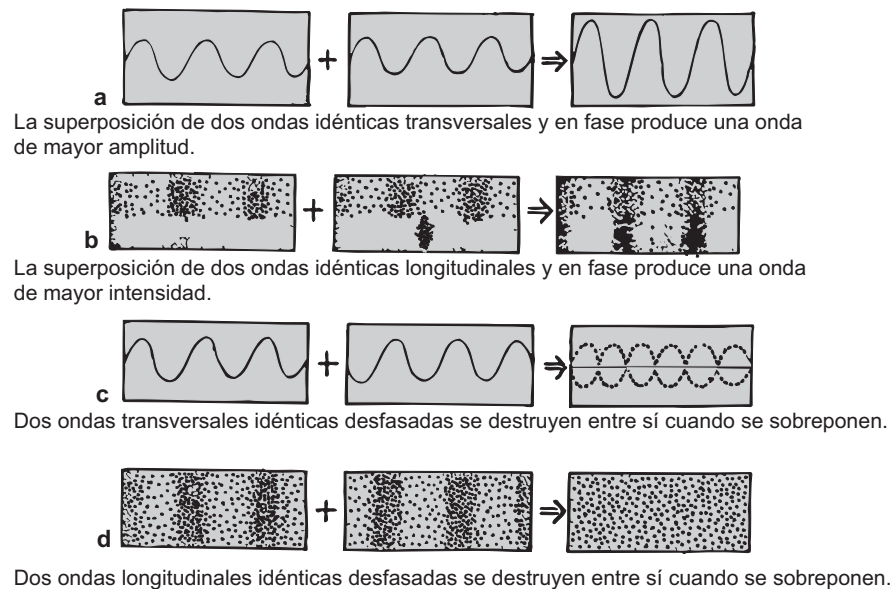 a
La superposición de dos ondas idénticas transversales y en fase produce una onda
de mayor amplitud.
b
La superposición de dos ondas idénticas longitudinales y en fase produce una onda
de mayor intensidad.
c
Dos ondas transversales idénticas desfasadas se destruyen entre sí cuando se sobreponen.
d
Dos ondas longitudinales idénticas desfasadas se destruyen entre sí cuando se sobreponen.